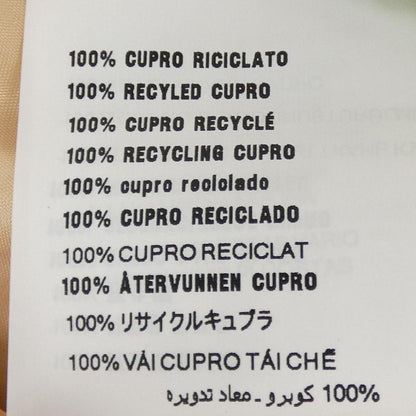 100% CUPRO RICICLATO
100% RECYLED CUPRO
100% CUPRO RECYCLÉ
100% RECYCLING CUPRO
100% cupro reciclado
100% CUPRO RECICLADO
100% CUPRO RECICLAT
100% ÅTERVUNNEN CUPRO
100% リサイクルキュプラ
100% VẢI CUPRO TÁI CHẾ
100% كوبرو - معاد تدويره